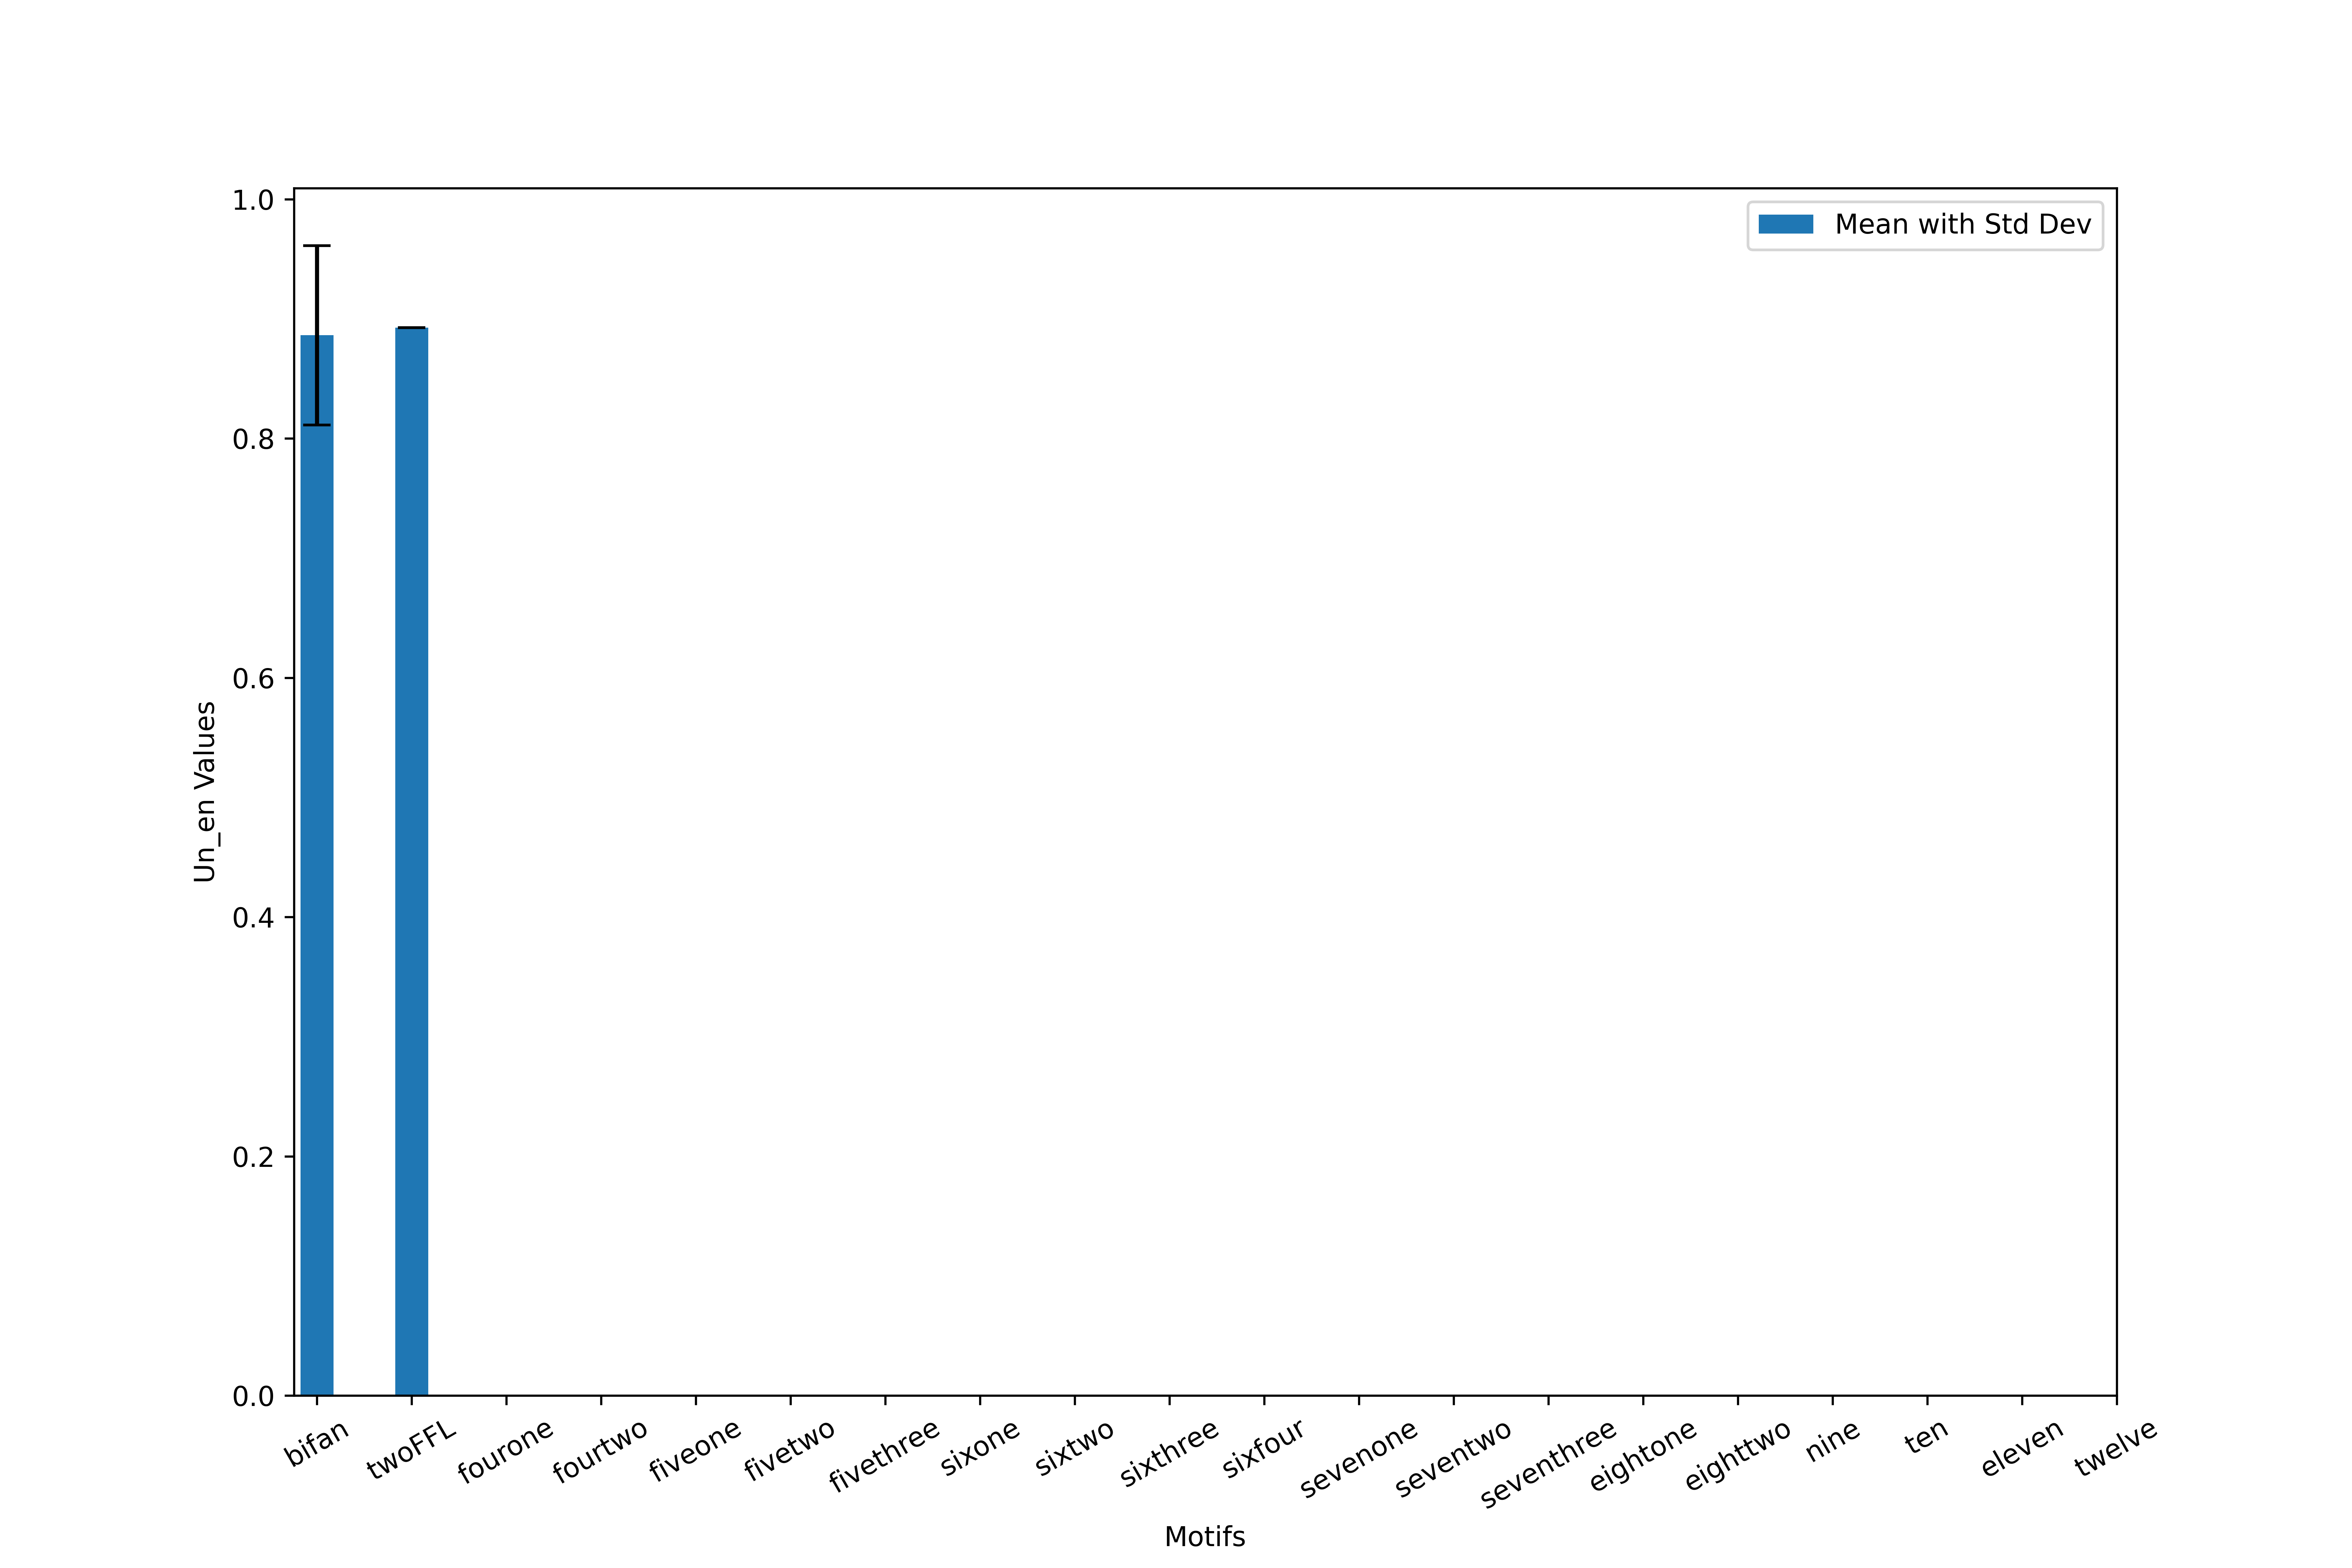 Mean with Std Dev
Un_en Values
1.0
0.8
0.6
0.4
0.2
0.0
bifan
twoFFL
fourone
fourtwo
fiveone
fivetwo
fivethree
sixone
sixtwo
sixthree
sixfour
sevenone
seventwo
seventhree
eightone
eighttwo
nine
ten
eleven
twelve
Motifs